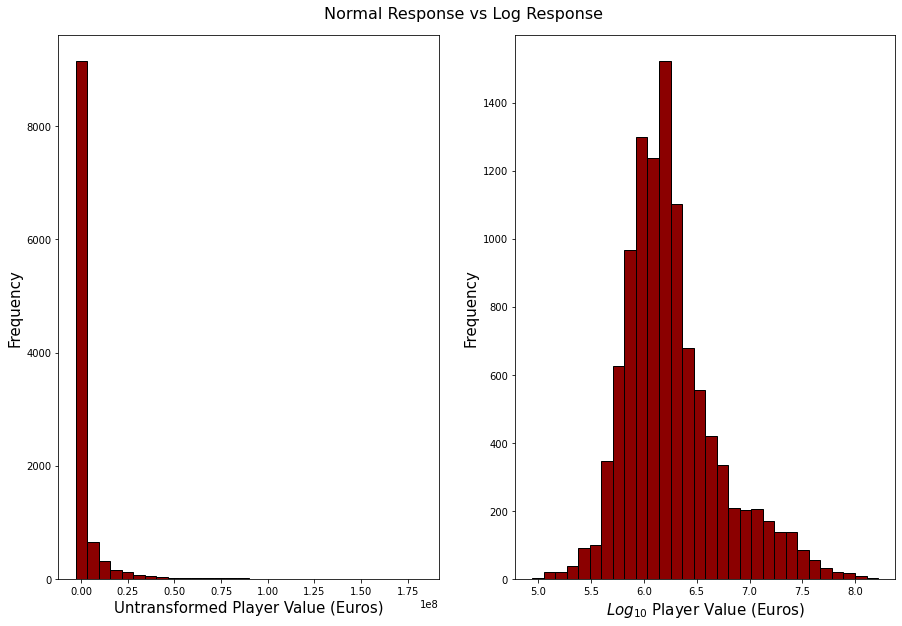 Normal Response vs Log Response
Frequency
8000
6000
4000
2000
0
0.00 0.25 0.50 0.75 1.00 1.25 1.50 1.75
1e8
Untransformed Player Value (Euros)
Frequency
1400
1200
1000
800
600
400
200
0
5.0 5.5 6.0 6.5 7.0 7.5 8.0
Log₁₀ Player Value (Euros)